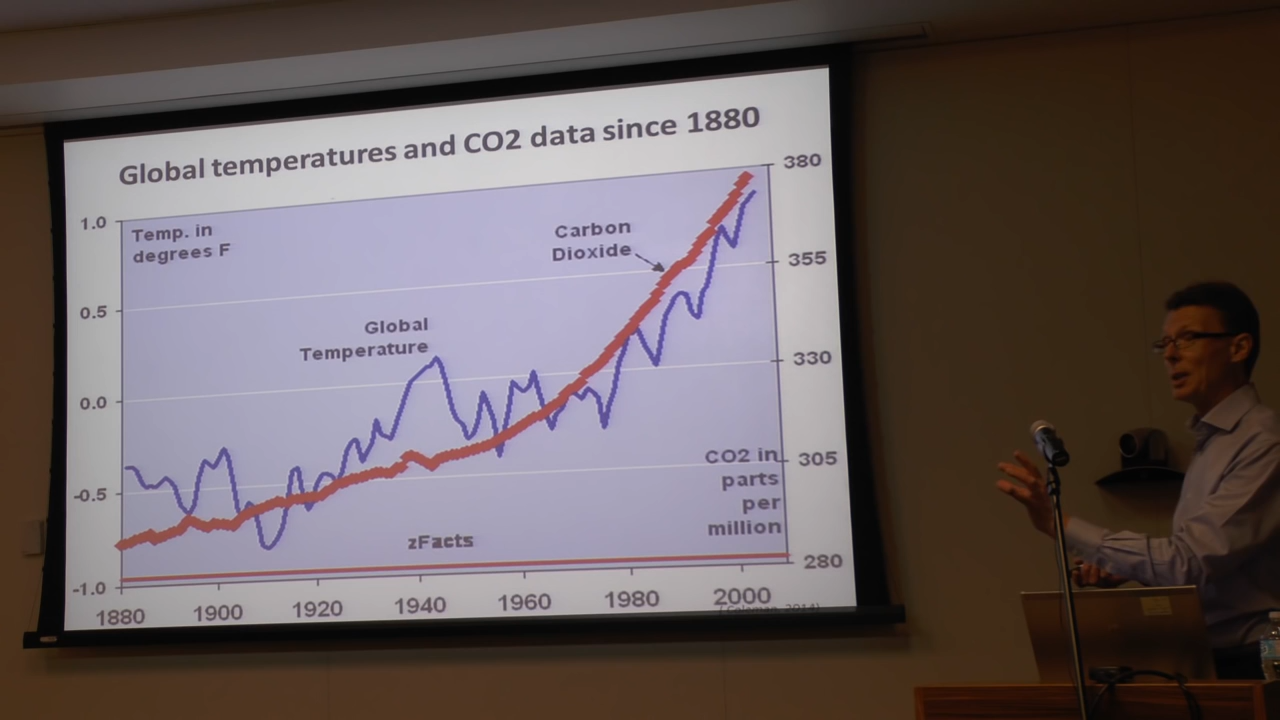 Global temperatures and CO2 data since 1880
1.0
0.5
0.0
-0.5
-1.0
Temp. in
degrees F
Global
Temperature
Carbon
Dioxide
380
355
330
305
280
CO2 in
parts
per
million
zFacts
1880 1900 1920 1940 1960 1980 2000